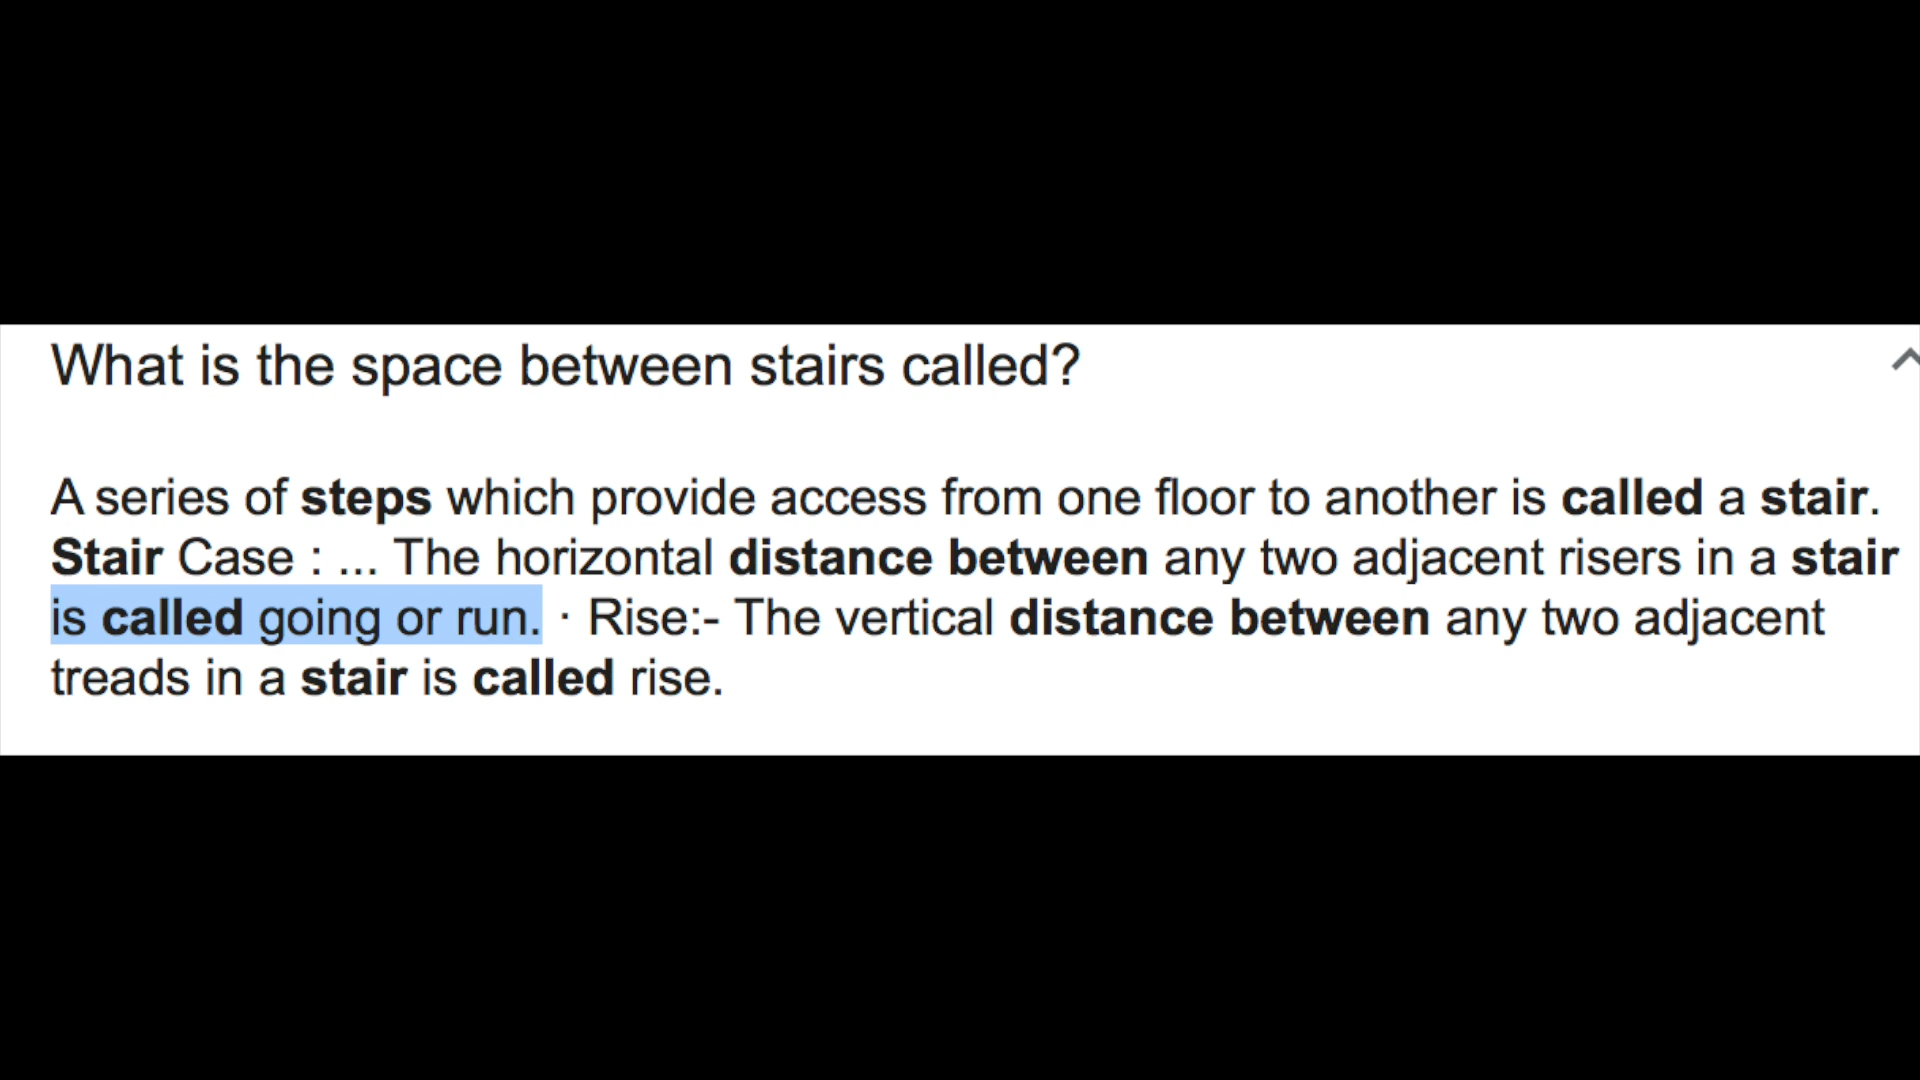 What is the space between stairs called?
A series of steps which provide access from one floor to another is called a stair.
Stair Case : ... The horizontal distance between any two adjacent risers in a stair
is called going or run. · Rise:- The vertical distance between any two adjacent
treads in a stair is called rise.